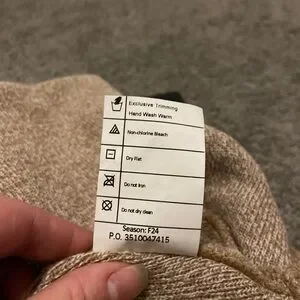 Exclusive Trimming
Hand Wash Warm
Non-chlorine Bleach
Dry Flat
Do not Iron
Do not dry clean
Season: F24
P.O. 3510047415